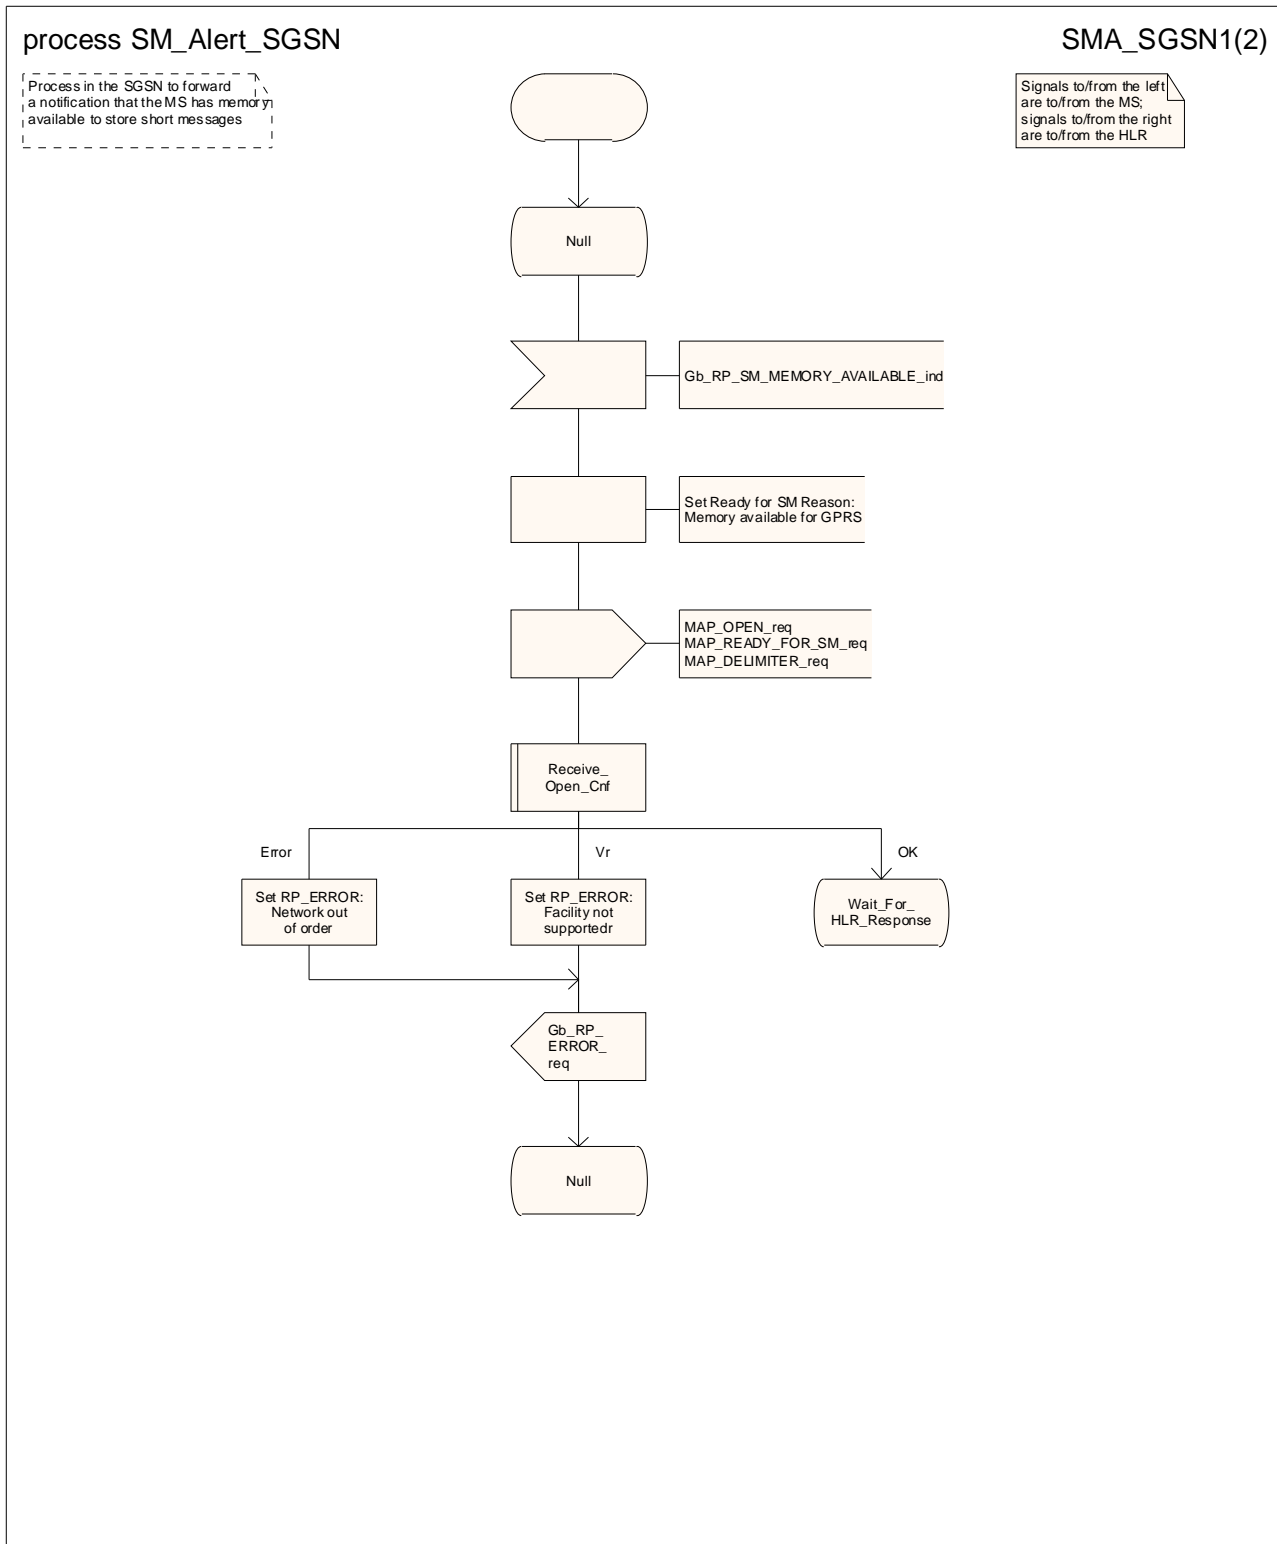 process SM_Alert_SGSN
SMA_SGSN1(2)
Process in the SGSN to forward
a notification that the MS has memory
available to store short messages
Signals to/from the left
are to/from the MS;
signals to/from the right
are to/from the HLR
Null
Gb_RP_SM_MEMORY_AVAILABLE_ind
Set Ready for SM Reason:
Memory available for GPRS
MAP_OPEN_req
MAP_READY_FOR_SM_req
MAP_DELIMITER_req
Receive_
Open_Cnf
Error
Vr
OK
Set RP_ERROR:
Network out
of order
Set RP_ERROR:
Facility not
supportedr
Wait_For_
HLR_Response
Gb_RP_
ERROR_
req
Null